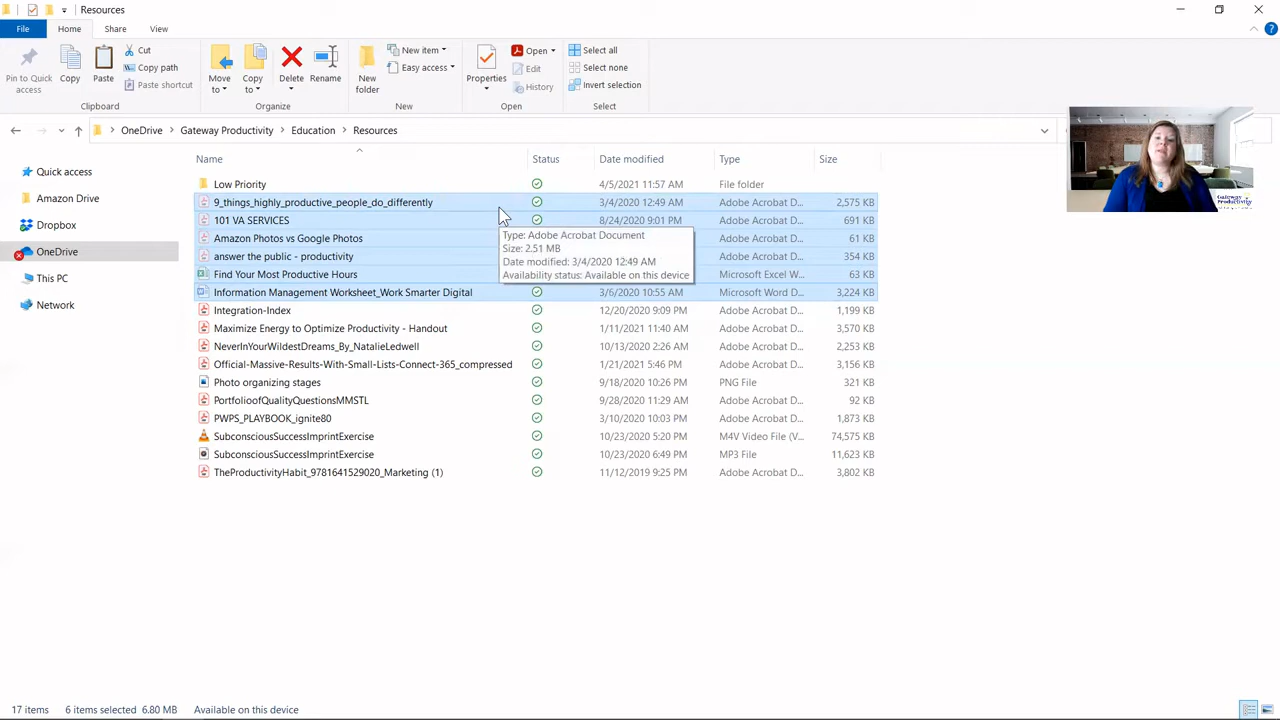 Resources
File Home Share View
Pin to Quick access
Copy
Paste
Cut
Copy path
Paste shortcut
Clipboard
Move to
Copy to
Delete
Rename
Organize
New folder
New item
Easy access
New
Properties
Open
Edit
History
Open
Select all
Select none
Invert selection
Select
OneDrive > Gateway Productivity > Education > Resources
Gateway Productivity
Quick access
Amazon Drive
Dropbox
OneDrive
This PC
Network
Name Status Date modified Type Size
Low Priority 4/5/2021 11:57 AM File folder
9_things_highly_productive_people_do_differently 3/4/2020 12:49 AM Adobe Acrobat D... 2,575 KB
101 VA SERVICES 8/24/2020 9:01 PM Adobe Acrobat D... 691 KB
Amazon Photos vs Google Photos Adobe Acrobat D... 61 KB
answer the public - productivity Adobe Acrobat D... 354 KB
Find Your Most Productive Hours Microsoft Excel W... 63 KB
Type: Adobe Acrobat Document
Size: 2.51 MB
Date modified: 3/4/2020 12:49 AM
Availability status: Available on this device
Information Management Worksheet_Work Smarter Digital 3/6/2020 10:55 AM Microsoft Word D... 3,224 KB
Integration-Index 12/20/2020 9:09 PM Adobe Acrobat D... 1,199 KB
Maximize Energy to Optimize Productivity - Handout 1/11/2021 11:40 AM Adobe Acrobat D... 3,570 KB
NeverInYourWildestDreams_By_NatalieLedwell 10/13/2020 2:26 AM Adobe Acrobat D... 2,253 KB
Official-Massive-Results-With-Small-Lists-Connect-365_compressed 1/21/2021 5:46 PM Adobe Acrobat D... 3,156 KB
Photo organizing stages 9/18/2020 10:26 PM PNG File 321 KB
PortfolioofQualityQuestionsMMSTL 9/28/2020 11:29 AM Adobe Acrobat D... 92 KB
PWPS_PLAYBOOK_ignite80 3/10/2020 10:03 PM Adobe Acrobat D... 1,873 KB
SubconsciousSuccessImprintExercise 10/23/2020 5:20 PM M4V Video File (V... 74,575 KB
SubconsciousSuccessImprintExercise 10/23/2020 6:49 PM MP3 File 11,623 KB
TheProductivityHabit_9781641529020_Marketing (1) 11/12/2019 9:25 PM Adobe Acrobat D... 3,802 KB
17 items 6 items selected 6.80 MB Available on this device